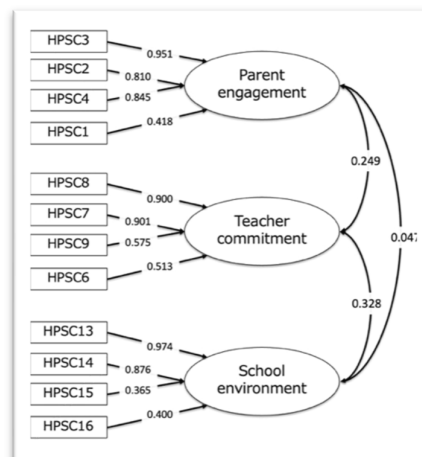 HPSC3
0.951
HPSC2
0.810
Parent
engagement
HPSC4
0.845
HPSC1
0.418
0.249
HPSC8
0.900
HPSC7
0.901
Teacher
commitment
HPSC9
0.575
HPSC6
0.513
0.047
0.328
HPSC13
0.974
HPSC14
0.876
School
environment
HPSC15
0.365
HPSC16
0.400